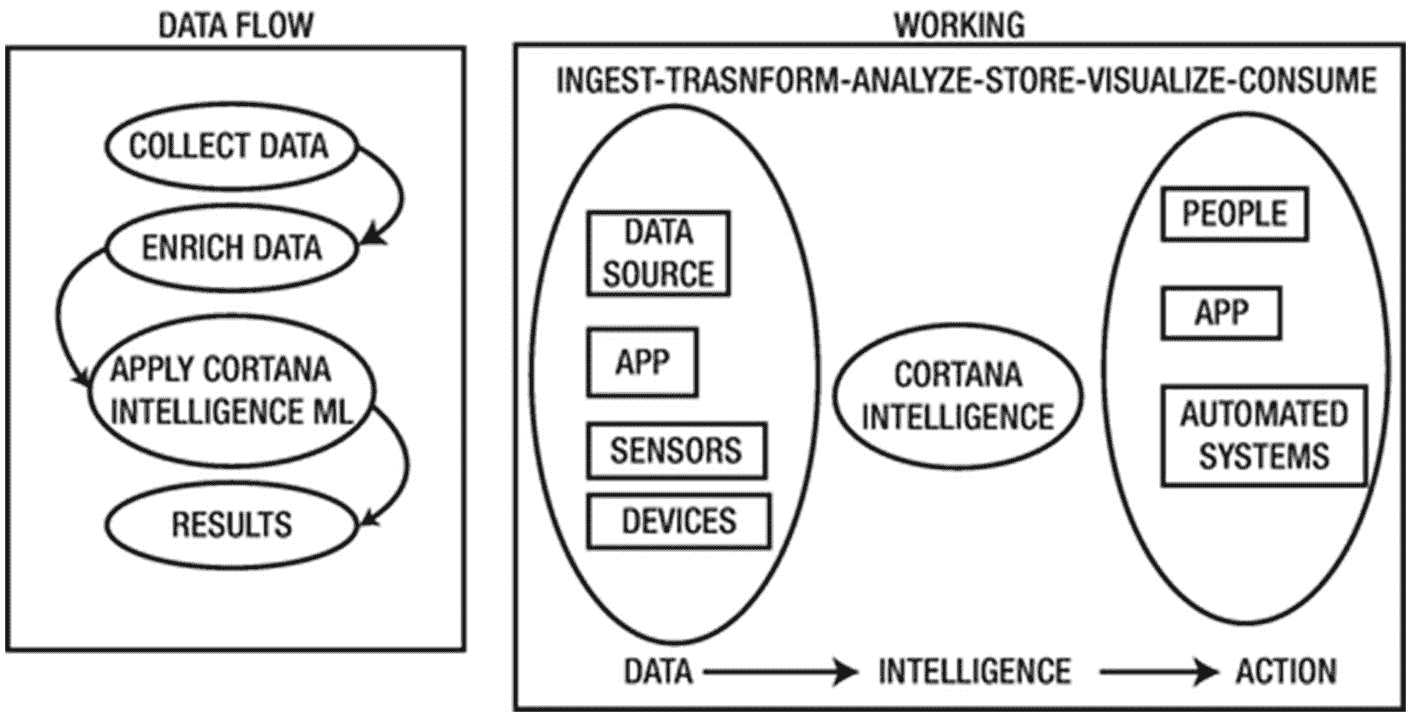 DATA FLOW
COLLECT DATA
ENRICH DATA
APPLY CORTANA
INTELLIGENCE ML
RESULTS
WORKING
INGEST-TRASNFORM-ANALYZE-STORE-VISUALIZE-CONSUME
DATA
SOURCE
APP
SENSORS
DEVICES
CORTANA
INTELLIGENCE
PEOPLE
APP
AUTOMATED
SYSTEMS
DATA INTELLIGENCE ACTION